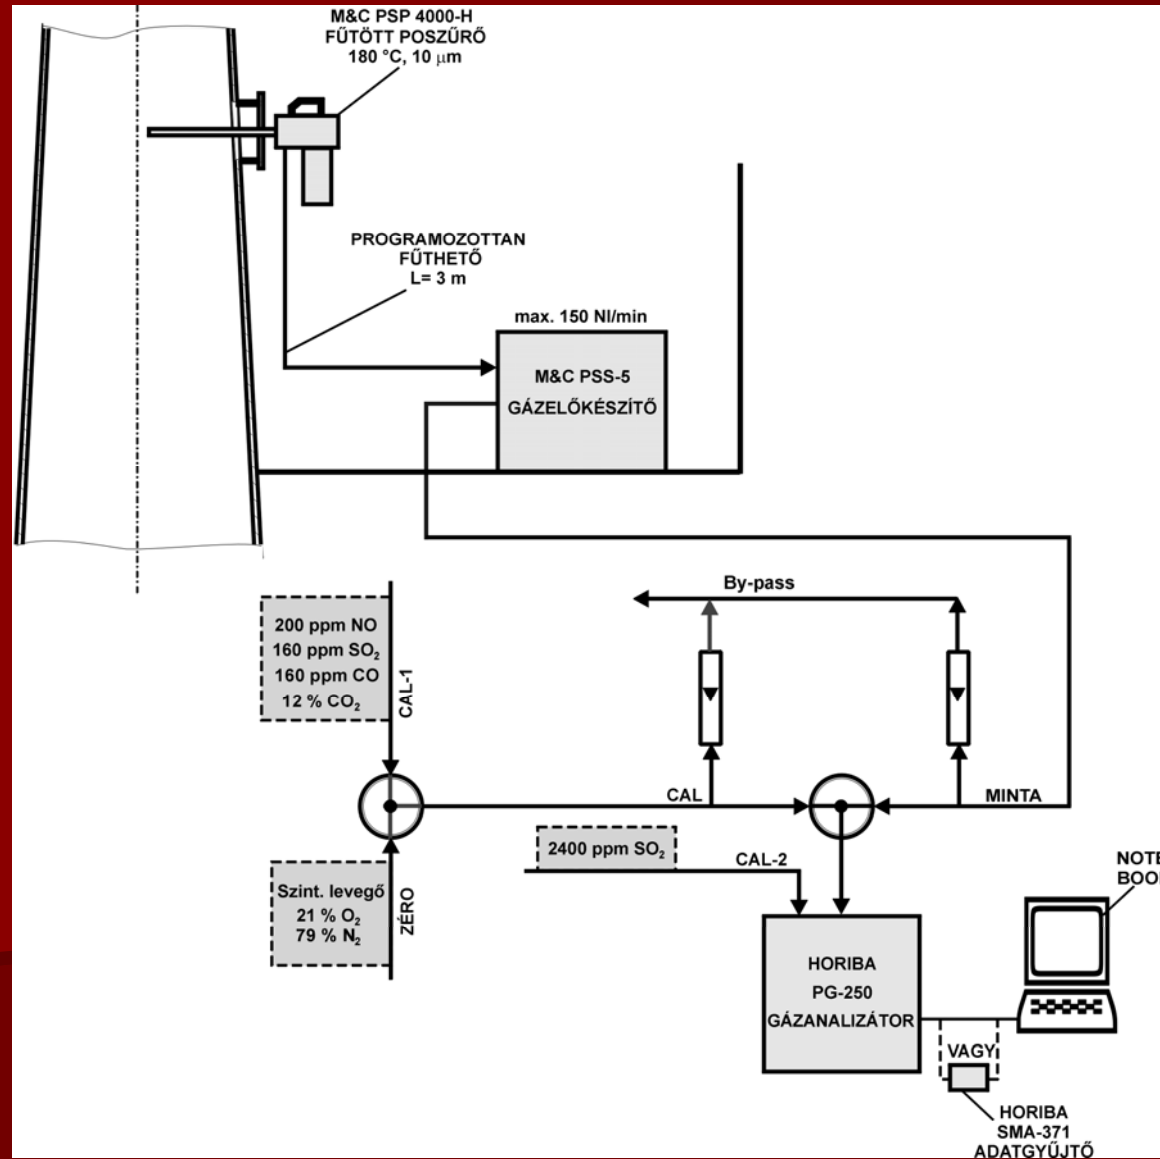 M&C PSP 4000-H
FŰTÖTT POSZŰRŐ
180 °C, 10 µm
PROGRAMOZOTTAN
FŰTHETŐ
L= 3 m
max. 150 Nl/min
M&C PSS-5
GÁZELŐKÉSZÍTŐ
By-pass
200 ppm NO
160 ppm SO₂
160 ppm CO
12 % CO₂
CAL-1
CAL
MINTA
2400 ppm SO₂
CAL-2
Szint. levegő
21 % O₂
79 % N₂
ZÉRO
HORIBA
PG-250
GÁZANALIZÁTOR
NOTE
BOO
VAGY
HORIBA
SMA-371
ADATGYŰJTŐ